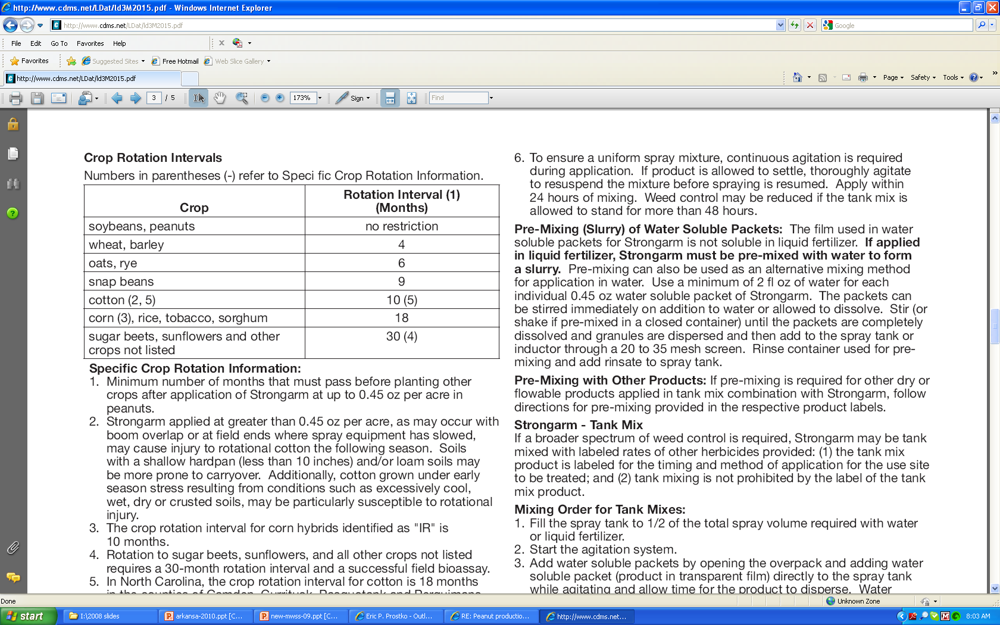 http://www.cdms.net/LDat/ld3M2015.pdf - Windows Internet Explorer
http://www.cdms.net/LDat/ld3M2015.pdf
Google
File Edit Go To Favorites Help
Favorites Suggested Sites Free Hotmail Web Slice Gallery
http://www.cdms.net/LDat/ld3M2015.pdf
Page Safety Tools
3 / 5 173% Sign Find
Crop Rotation Intervals
Numbers in parentheses (-) refer to Speci fic Crop Rotation Information.
Crop Rotation Interval (1) (Months)
soybeans, peanuts no restriction
wheat, barley 4
oats, rye 6
snap beans 9
cotton (2, 5) 10 (5)
corn (3), rice, tobacco, sorghum 18
sugar beets, sunflowers and other 30 (4)
crops not listed
Specific Crop Rotation Information:
1. Minimum number of months that must pass before planting other
crops after application of Strongarm at up to 0.45 oz per acre in
peanuts.
2. Strongarm applied at greater than 0.45 oz per acre, as may occur with
boom overlap or at field ends where spray equipment has slowed,
may cause injury to rotational cotton the following season. Soils
with a shallow hardpan (less than 10 inches) and/or loam soils may
be more prone to carryover. Additionally, cotton grown under early
season stress resulting from conditions such as excessively cool,
wet, dry or crusted soils, may be particularly susceptible to rotational
injury.
3. The crop rotation interval for corn hybrids identified as "IR" is
10 months.
4. Rotation to sugar beets, sunflowers, and all other crops not listed
requires a 30-month rotation interval and a successful field bioassay.
5. In North Carolina, the crop rotation interval for cotton is 18 months
in the counties of Camden, Currituck, Pasquotank and Perquimans
6. To ensure a uniform spray mixture, continuous agitation is required
during application. If product is allowed to settle, thoroughly agitate
to resuspend the mixture before spraying is resumed. Apply within
24 hours of mixing. Weed control may be reduced if the tank mix is
allowed to stand for more than 48 hours.
Pre-Mixing (Slurry) of Water Soluble Packets: The film used in water
soluble packets for Strongarm is not soluble in liquid fertilizer. If applied
in liquid fertilizer, Strongarm must be pre-mixed with water to form
a slurry. Pre-mixing can also be used as an alternative mixing method
for application in water. Use a minimum of 2 fl oz of water for each
individual 0.45 oz water soluble packet of Strongarm. The packets can
be stirred immediately on addition to water or allowed to dissolve. Stir (or
shake if pre-mixed in a closed container) until the packets are completely
dissolved and granules are dispersed and then add to the spray tank or
inductor through a 20 to 35 mesh screen. Rinse container used for pre-
mixing and add rinsate to spray tank.
Pre-Mixing with Other Products: If pre-mixing is required for other dry or
flowable products applied in tank mix combination with Strongarm, follow
directions for pre-mixing provided in the respective product labels.
Strongarm - Tank Mix
If a broader spectrum of weed control is required, Strongarm may be tank
mixed with labeled rates of other herbicides provided: (1) the tank mix
product is labeled for the timing and method of application for the use site
to be treated; and (2) tank mixing is not prohibited by the label of the tank
mix product.
Mixing Order for Tank Mixes:
1. Fill the spray tank to 1/2 of the total spray volume required with water
or liquid fertilizer.
2. Start the agitation system.
3. Add water soluble packets by opening the overpack and adding water
soluble packet (product in transparent film) directly to the spray tank
while agitating and allow time for the product to disperse. Water
Done Unknown Zone
start I:\2008 slides arkansa-2010.ppt [C... new-mwss-09.ppt [C... Eric P. Prostko - Outl... RE: Peanut productio... http://www.cdms.net... 8:03 AM